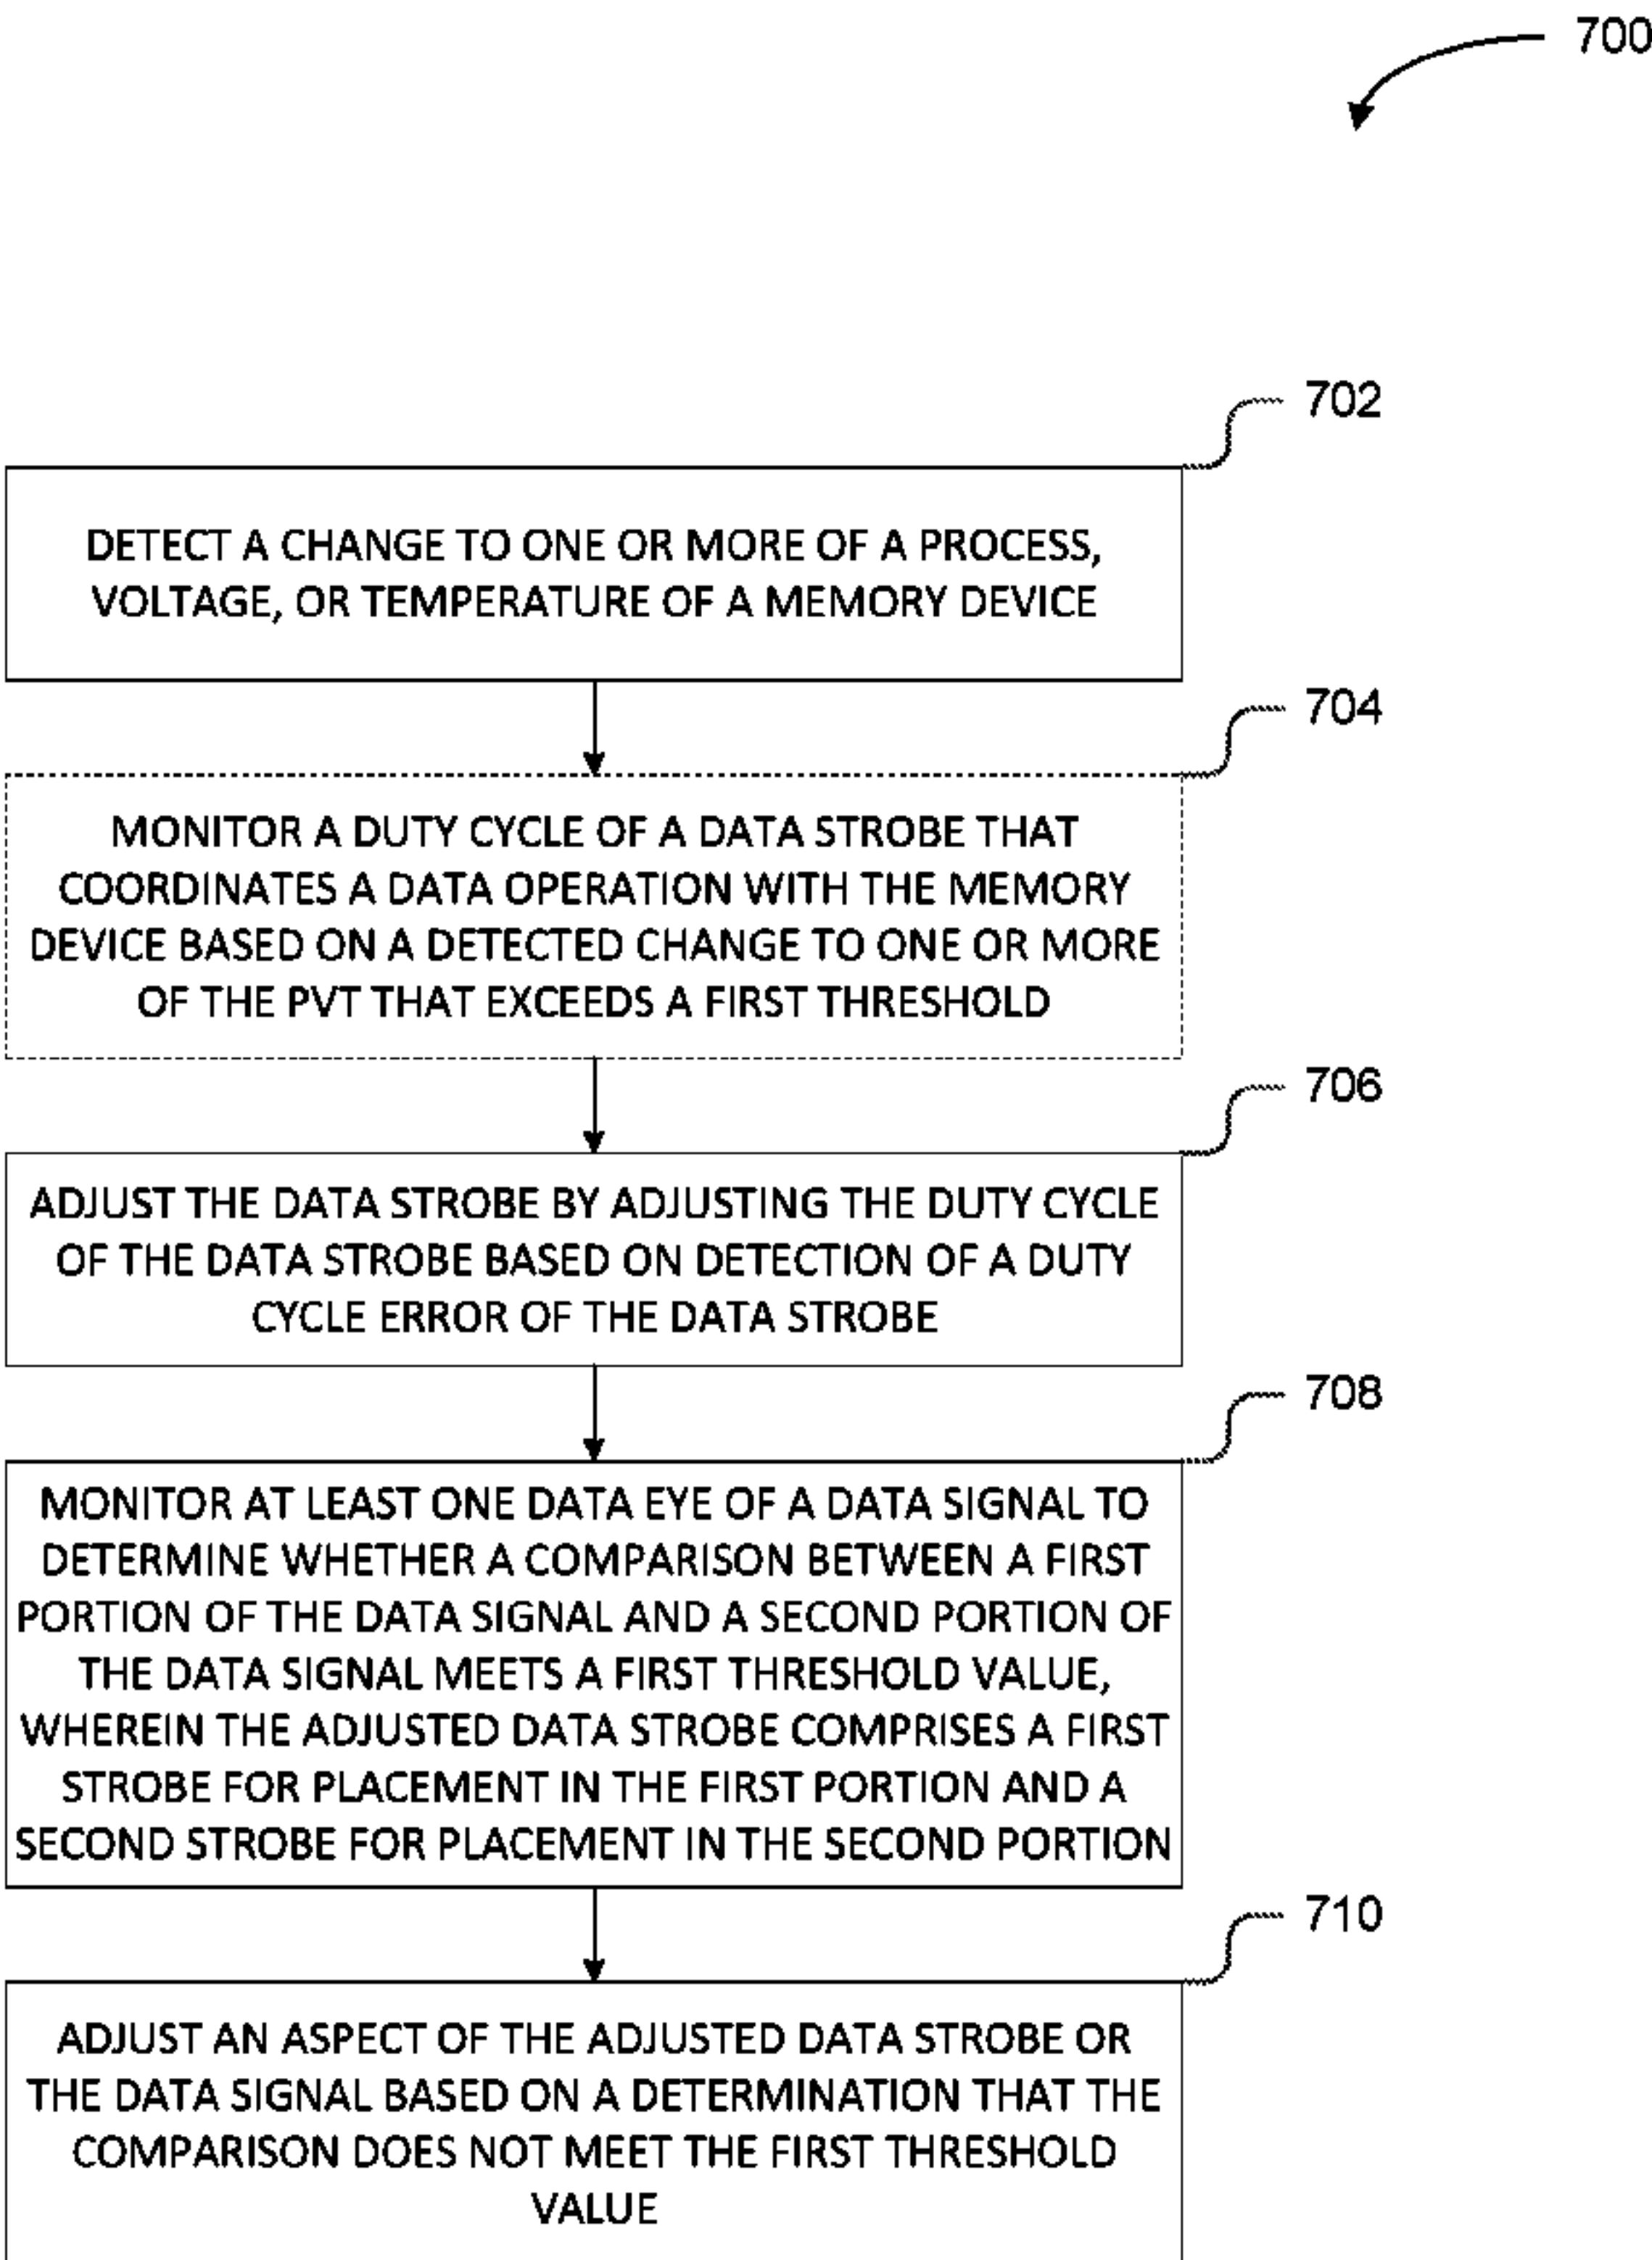 700
702
DETECT A CHANGE TO ONE OR MORE OF A PROCESS,
VOLTAGE, OR TEMPERATURE OF A MEMORY DEVICE
704
MONITOR A DUTY CYCLE OF A DATA STROBE THAT
COORDINATES A DATA OPERATION WITH THE MEMORY
DEVICE BASED ON A DETECTED CHANGE TO ONE OR MORE
OF THE PVT THAT EXCEEDS A FIRST THRESHOLD
706
ADJUST THE DATA STROBE BY ADJUSTING THE DUTY CYCLE
OF THE DATA STROBE BASED ON DETECTION OF A DUTY
CYCLE ERROR OF THE DATA STROBE
708
MONITOR AT LEAST ONE DATA EYE OF A DATA SIGNAL TO
DETERMINE WHETHER A COMPARISON BETWEEN A FIRST
PORTION OF THE DATA SIGNAL AND A SECOND PORTION OF
THE DATA SIGNAL MEETS A FIRST THRESHOLD VALUE,
WHEREIN THE ADJUSTED DATA STROBE COMPRISES A FIRST
STROBE FOR PLACEMENT IN THE FIRST PORTION AND A
SECOND STROBE FOR PLACEMENT IN THE SECOND PORTION
710
ADJUST AN ASPECT OF THE ADJUSTED DATA STROBE OR
THE DATA SIGNAL BASED ON A DETERMINATION THAT THE
COMPARISON DOES NOT MEET THE FIRST THRESHOLD
VALUE